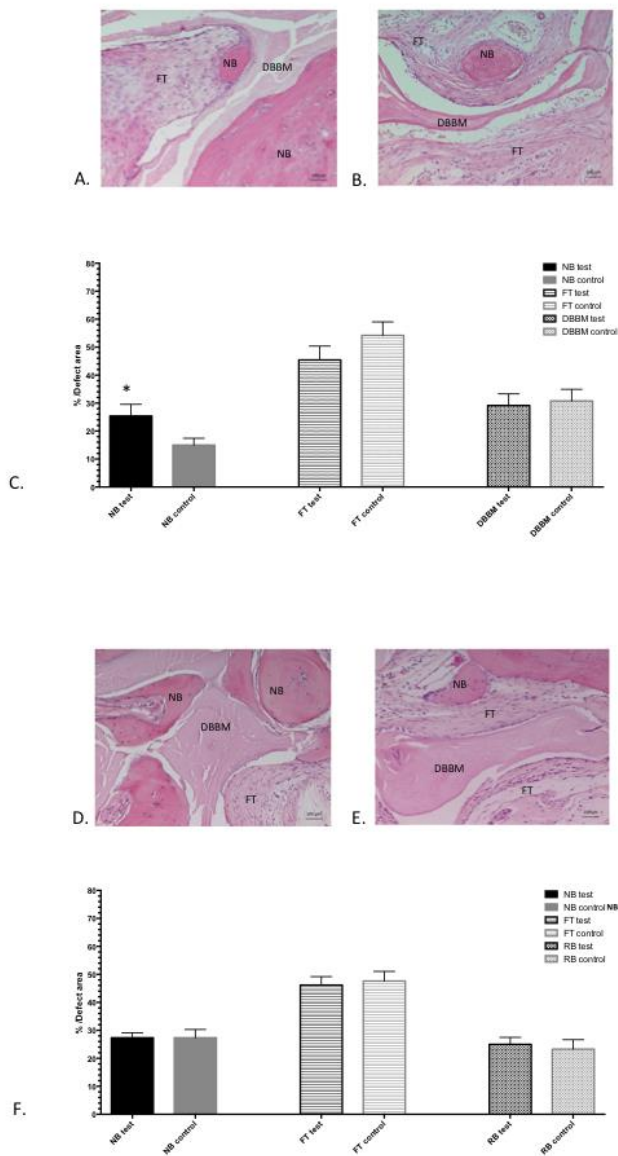 FT
NB
DBBM
NB
A.
FT
NB
DBBM
FT
B.
80
70
60
50
40
30
20
10
0
% /Defect area
*
NB test
NB control
FT test
FT control
DBBM test
DBBM control
NB test
NB control
FT test
FT control
DBBM test
DBBM control
C.
NB
NB
DBBM
FT
D.
NB
FT
DBBM
FT
E.
80
70
60
50
40
30
20
10
0
% /Defect area
NB test
NB control NB
FT test
FT control
RB test
RB control
NB test
NB control
FT test
FT control
RB test
RB control
F.